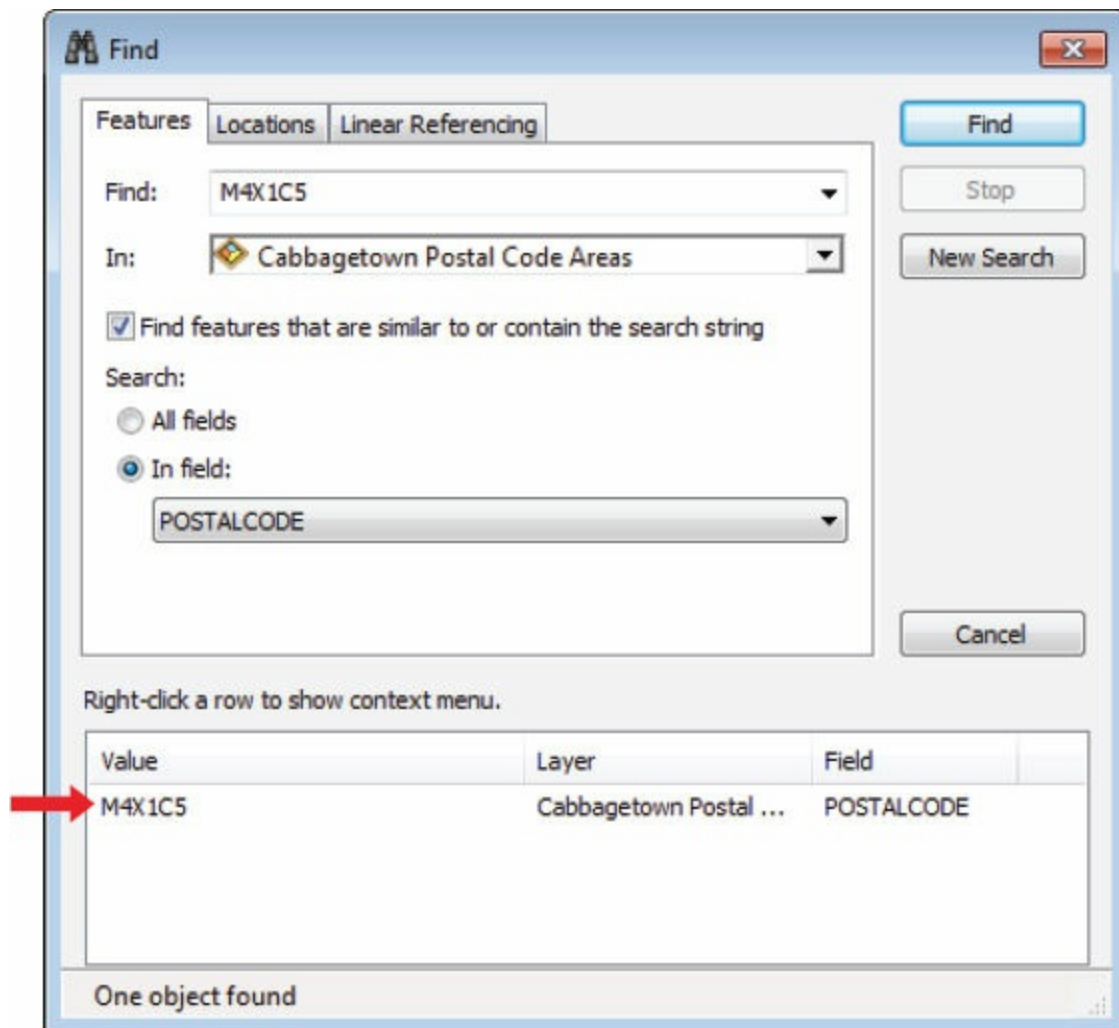 Find
Features Locations Linear Referencing
Find
Find: M4X1C5
Stop
In: Cabbagetown Postal Code Areas
New Search
Find features that are similar to or contain the search string
Search:
All fields
In field:
POSTALCODE
Cancel
Right-click a row to show context menu.
Value Layer Field
M4X1C5 Cabbagetown Postal ... POSTALCODE
One object found